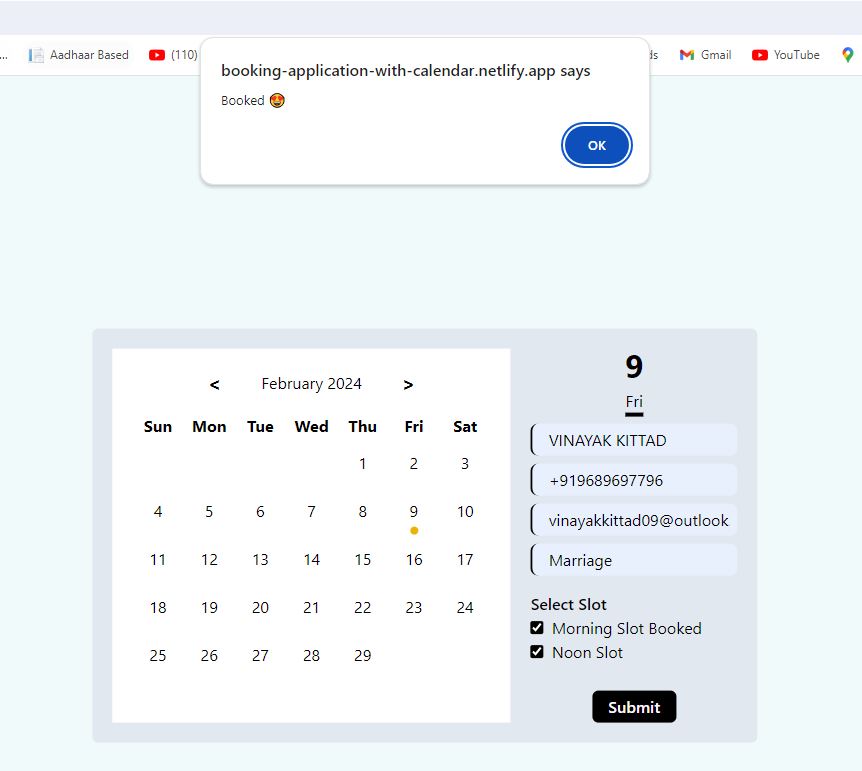 ... Aadhaar Based (110) ds Gmail YouTube
booking-application-with-calendar.netlify.app says
Booked 😍
OK
< February 2024 >
Sun Mon Tue Wed Thu Fri Sat
1 2 3
4 5 6 7 8 9 10
11 12 13 14 15 16 17
18 19 20 21 22 23 24
25 26 27 28 29
9
Fri
VINAYAK KITTAD
+919689697796
vinayakkittad09@outlook.
Marriage
Select Slot
Morning Slot Booked
Noon Slot
Submit